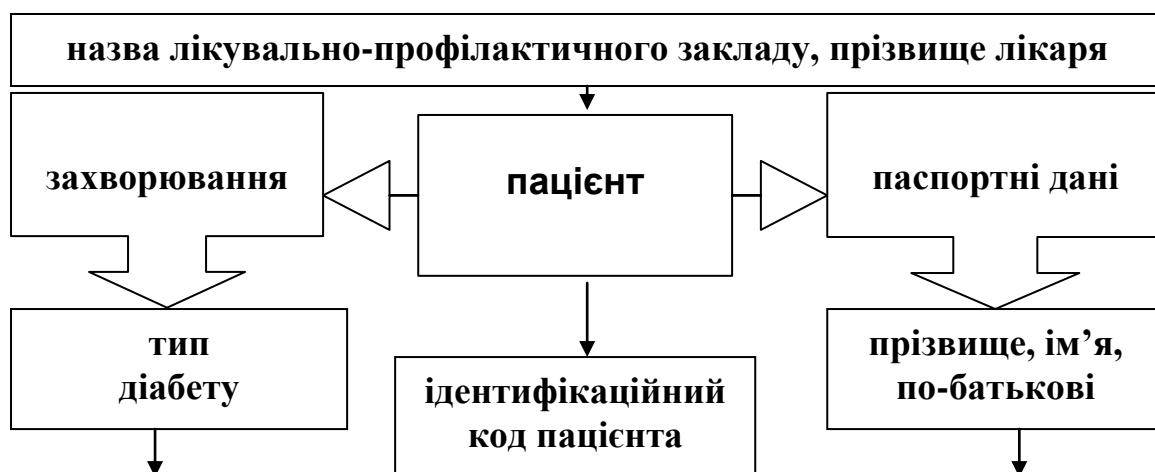 назва лікувально-профілактичного закладу, прізвище лікаря
захворювання
пацієнт
паспортні дані
тип
діабету
ідентифікаційний
код пацієнта
прізвище, ім’я,
по-батькові